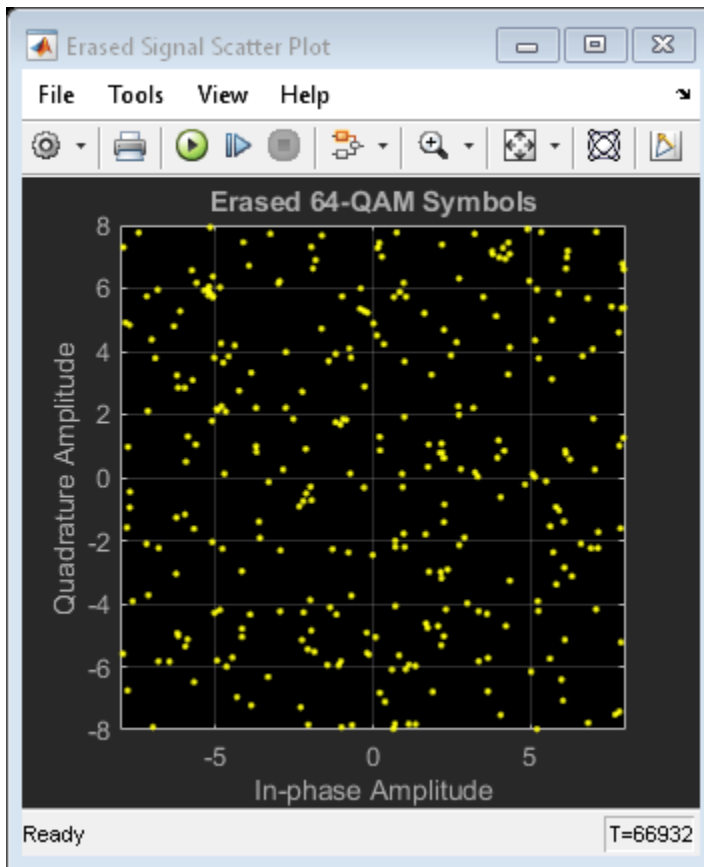 Erased Signal Scatter Plot
File Tools View Help
Erased 64-QAM Symbols
8
6
4
2
0
-2
-4
-6
-8
Quadrature Amplitude
-5 0 5
In-phase Amplitude
Ready T=66932